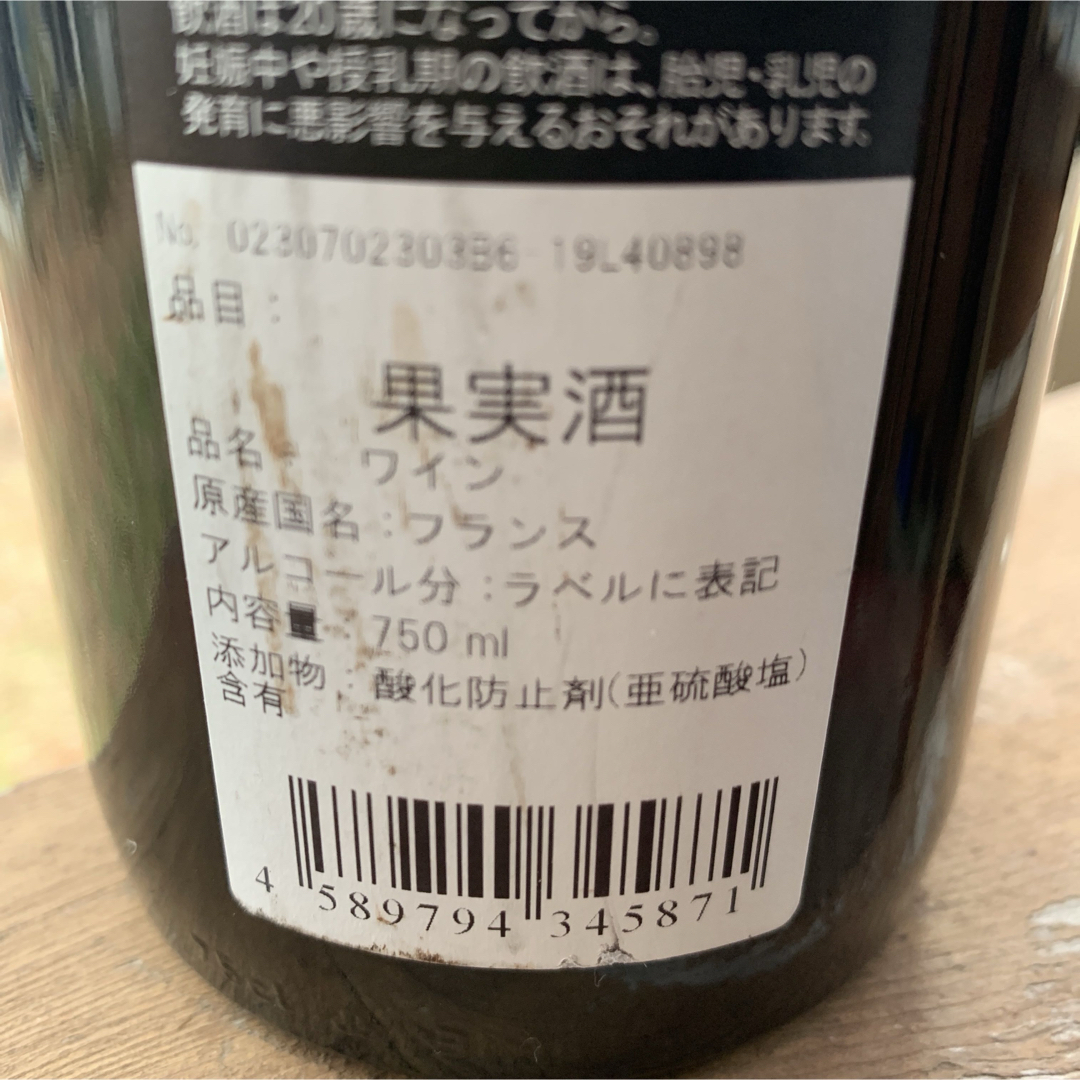 飲酒は20歳になってから。
妊娠中や授乳期の飲酒は、胎児・乳児の
発育に悪影響を与えるおそれがあります。
No. 0230702303B6 19L40898
品目：
果実酒
品名： ワイン
原産国名：フランス
アルコール分：ラベルに表記
内容量：750 ml
添加物：酸化防止剤(亜硫酸塩)
含有
4 589794 345871